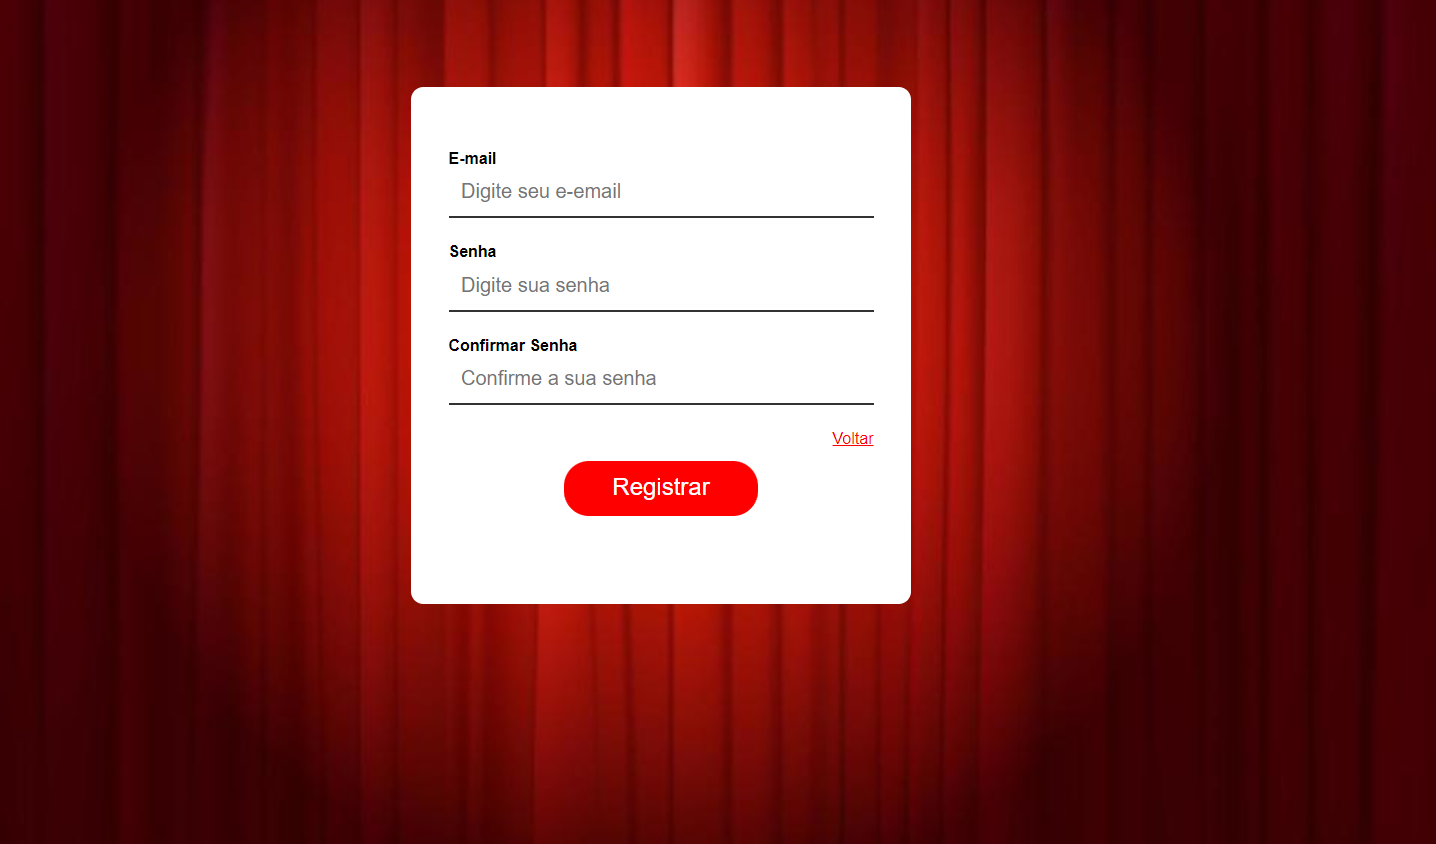 E-mail
Digite seu e-email
Senha
Digite sua senha
Confirmar Senha
Confirme a sua senha
Voltar
Registrar